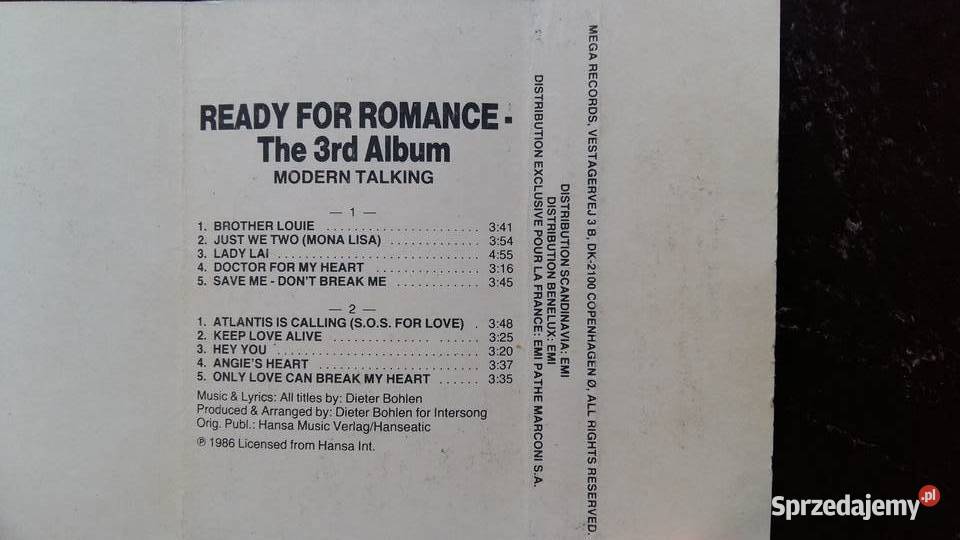 READY FOR ROMANCE -
The 3rd Album
MODERN TALKING
— 1 —
1. BROTHER LOUIE ...................... 3:41
2. JUST WE TWO (MONA LISA) ............. 3:54
3. LADY LAI ............................. 4:55
4. DOCTOR FOR MY HEART ................ 3:16
5. SAVE ME - DON'T BREAK ME ............ 3:45
— 2 —
1. ATLANTIS IS CALLING (S.O.S. FOR LOVE) . 3:48
2. KEEP LOVE ALIVE ..................... 3:25
3. HEY YOU ............................. 3:20
4. ANGIE'S HEART ........................ 3:37
5. ONLY LOVE CAN BREAK MY HEART ...... 3:35
Music & Lyrics: All titles by: Dieter Bohlen
Produced & Arranged by: Dieter Bohlen for Intersong
Orig. Publ.: Hansa Music Verlag/Hanseatic
℗ 1986 Licensed from Hansa Int.
MEGA RECORDS, VESTAGERVEJ 3 B, DK-2100 COPENHAGEN Ø, ALL RIGHTS RESERVED.
DISTRIBUTION SCANDINAVIA: EMI
DISTRIBUTION BENELUX: EMI
DISTRIBUTION EXCLUSIVE POUR LA FRANCE: EMI PATHE MARCONI S.A.
Sprzedajemy.pl